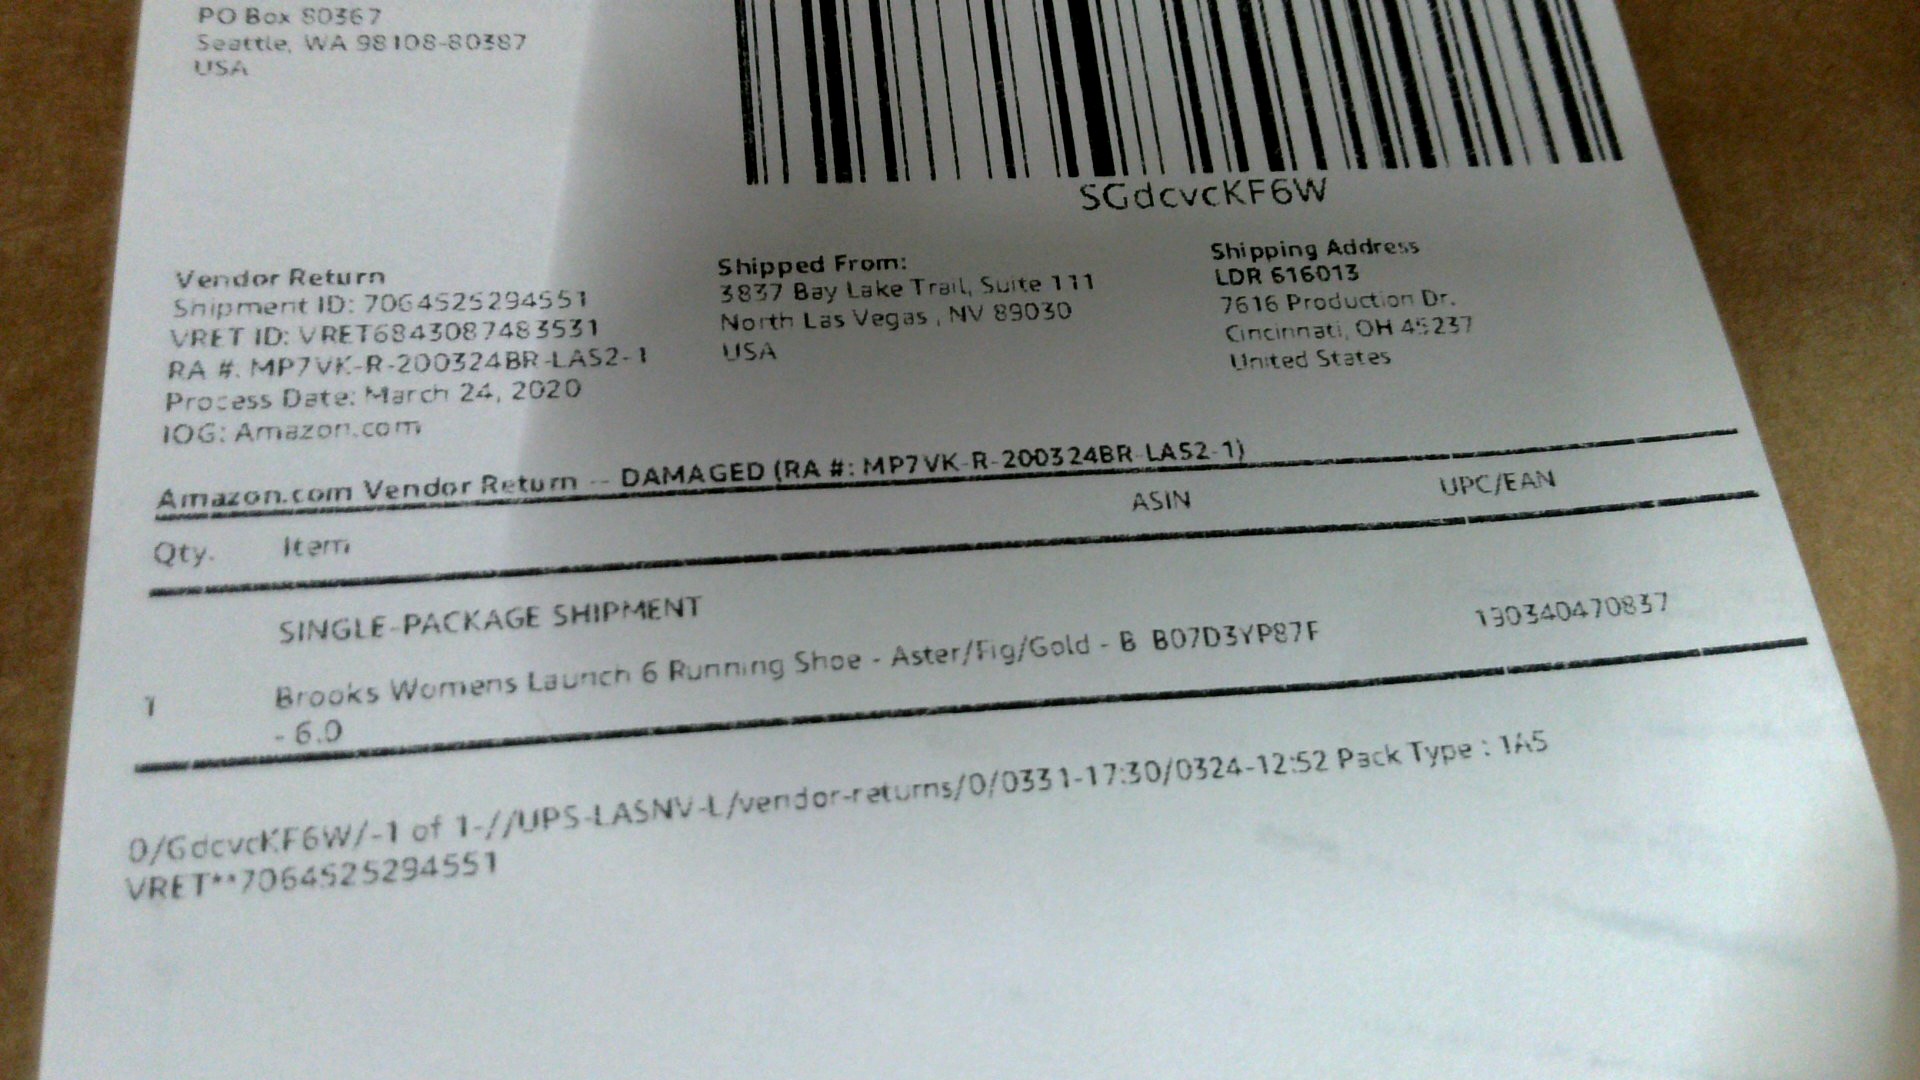 PO Box 80367
Seattle, WA 98108-80387
USA
SGdcvcKF6W
Vendor Return
Shipment ID: 7064525294551
VRET ID: VRET6843087483531
RA #. MP7VK-R-200324BR-LAS2-1
Process Date: March 24, 2020
IOG: Amazon.com
Shipped From:
3837 Bay Lake Trail, Suite 111
North Las Vegas , NV 89030
USA
Shipping Address
LDR 616013
7616 Production Dr.
Cincinnati, OH 45237
United States
Amazon.com Vendor Return -- DAMAGED (RA #: MP7VK-R-200324BR-LAS2-1)
Qty. Item ASIN UPC/EAN
SINGLE-PACKAGE SHIPMENT
1 Brooks Womens Launch 6 Running Shoe - Aster/Fig/Gold - B B07D3YP87F 190340470837
- 6.0
0/GdcvcKF6W/-1 of 1-//UPS-LASNV-L/vendor-returns/0/0331-17:30/0324-12:52 Pack Type : 1A5
VRET**7064525294551